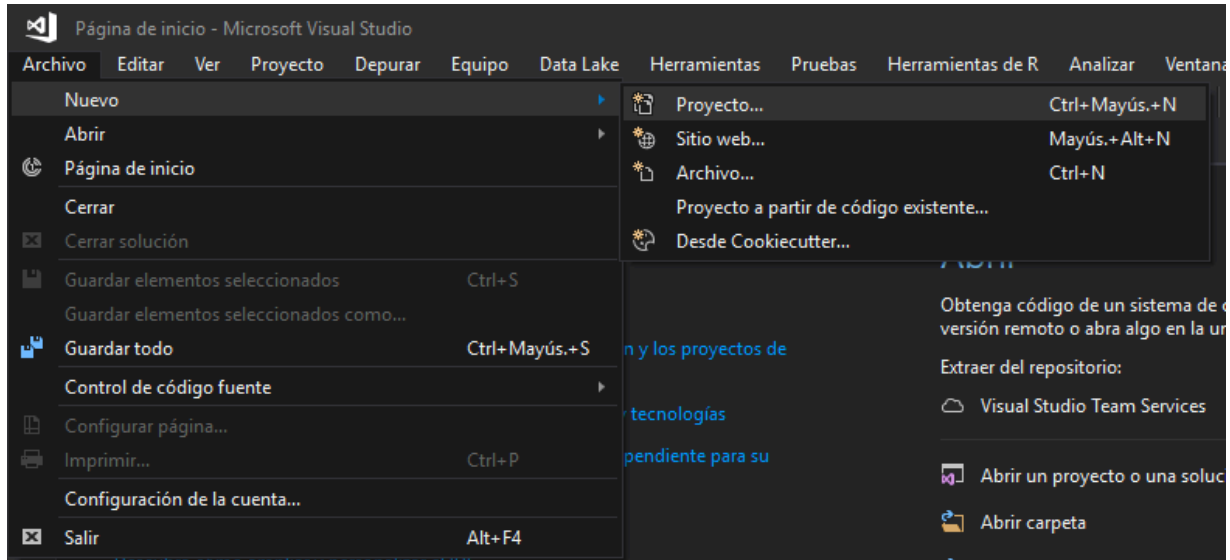 Página de inicio - Microsoft Visual Studio
Archivo Editar Ver Proyecto Depurar Equipo Data Lake Herramientas Pruebas Herramientas de R Analizar Ventana
Nuevo
Abrir
Página de inicio
Cerrar
Cerrar solución
Guardar elementos seleccionados Ctrl+S
Guardar elementos seleccionados como...
Guardar todo Ctrl+Mayús.+S
Control de código fuente
Configurar página...
Imprimir... Ctrl+P
Configuración de la cuenta...
Salir Alt+F4
Proyecto... Ctrl+Mayús.+N
Sitio web... Mayús.+Alt+N
Archivo... Ctrl+N
Proyecto a partir de código existente...
Desde Cookiecutter...
n y los proyectos de
tecnologías
pendiente para su
Obtenga código de un sistema de
versión remoto o abra algo en la
Extraer del repositorio:
Visual Studio Team Services
Abrir un proyecto o una soluc
Abrir carpeta